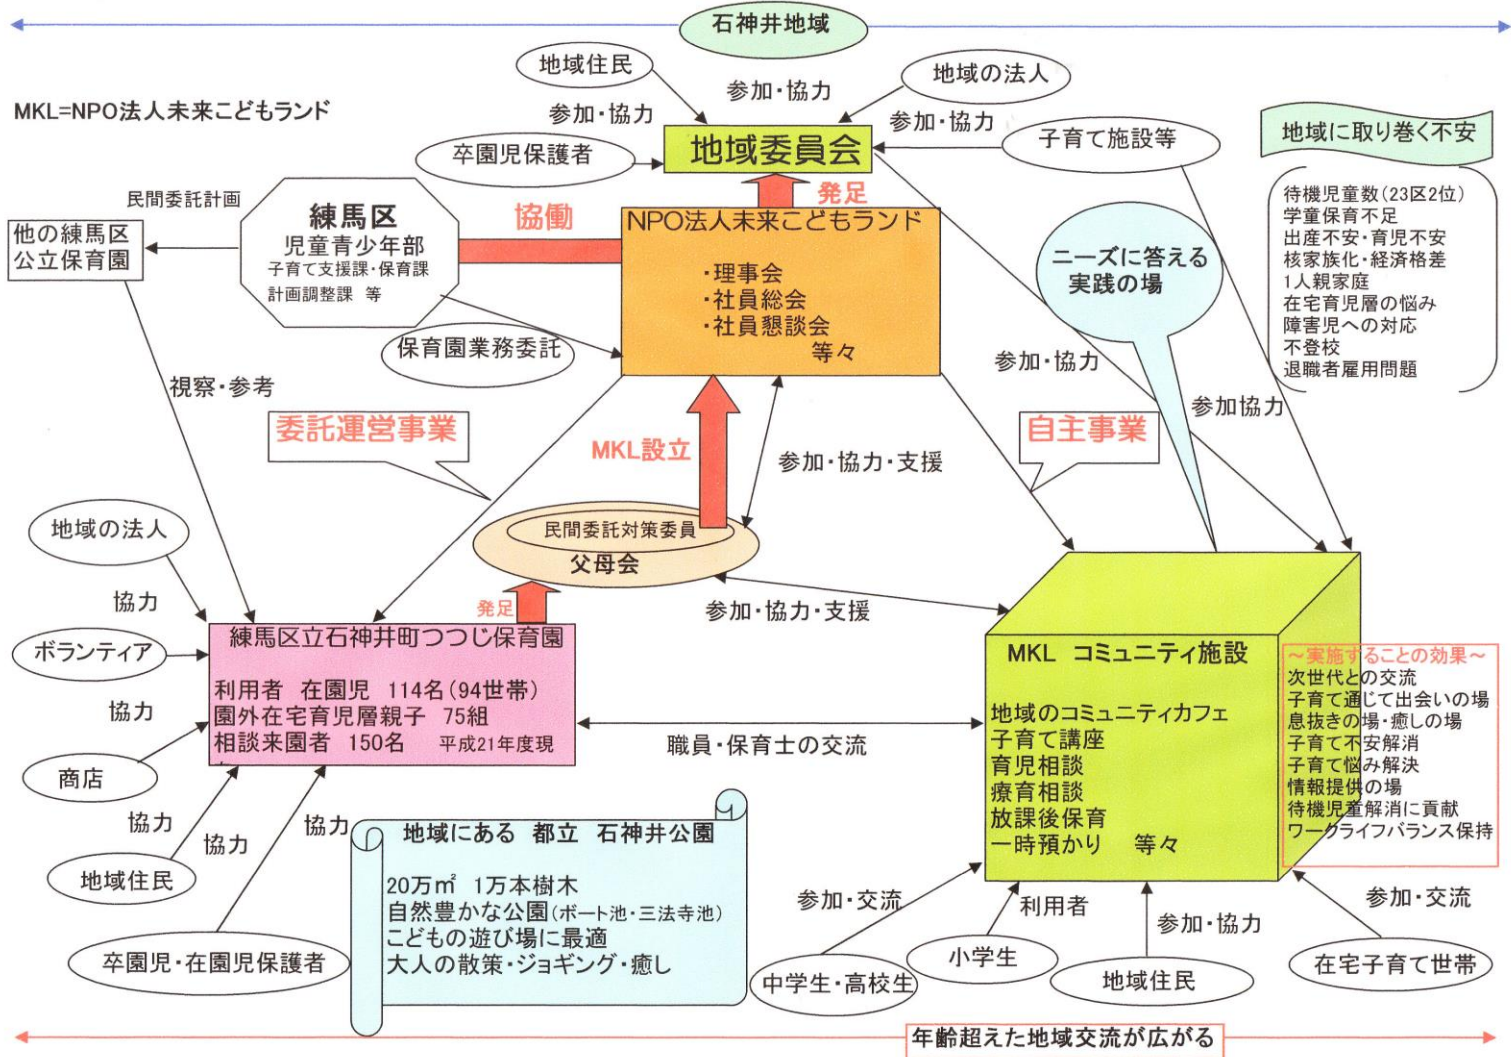 石神井地域
地域住民
参加・協力
地域の法人
MKL=NPO法人未来こどもランド
参加・協力
参加・協力
地域委員会
卒園児保護者
子育て施設等
地域に取り巻く不安
待機児童数(23区2位)
学童保育不足
出産不安・育児不安
核家族化・経済格差
1人親家庭
在宅育児層の悩み
障害児への対応
不登校
退職者雇用問題
民間委託計画
他の練馬区
公立保育園
練馬区
児童青少年部
子育て支援課・保育課
計画調整課 等
協働
発足
NPO法人未来こどもランド
・理事会
・社員総会
・社員懇談会
等々
ニーズに答える
実践の場
保育園業務委託
視察・参考
参加・協力
参加協力
委託運営事業
MKL設立
参加・協力・支援
自主事業
民間委託対策委員
父母会
発足
参加・協力・支援
地域の法人
協力
ボランティア
協力
商店
協力
地域住民
協力
協力
卒園児・在園児保護者
練馬区立石神井町つつじ保育園
利用者 在園児 114名(94世帯)
園外在宅育児層親子 75組
相談来園者 150名 平成21年度現
職員・保育士の交流
MKL コミュニティ施設
地域のコミュニティカフェ
子育て講座
育児相談
療育相談
放課後保育
一時預かり 等々
~実施することの効果~
次世代との交流
子育て通じて出会いの場
息抜きの場・癒しの場
子育て不安解消
子育て悩み解決
情報提供の場
待機児童解消に貢献
ワークライフバランス保持
地域にある 都立 石神井公園
20万㎡ 1万本樹木
自然豊かな公園(ボート池・三法寺池)
こどもの遊び場に最適
大人の散策・ジョギング・癒し
参加・交流
利用者
参加・協力
参加・交流
中学生・高校生
小学生
地域住民
在宅子育て世帯
年齢超えた地域交流が広がる